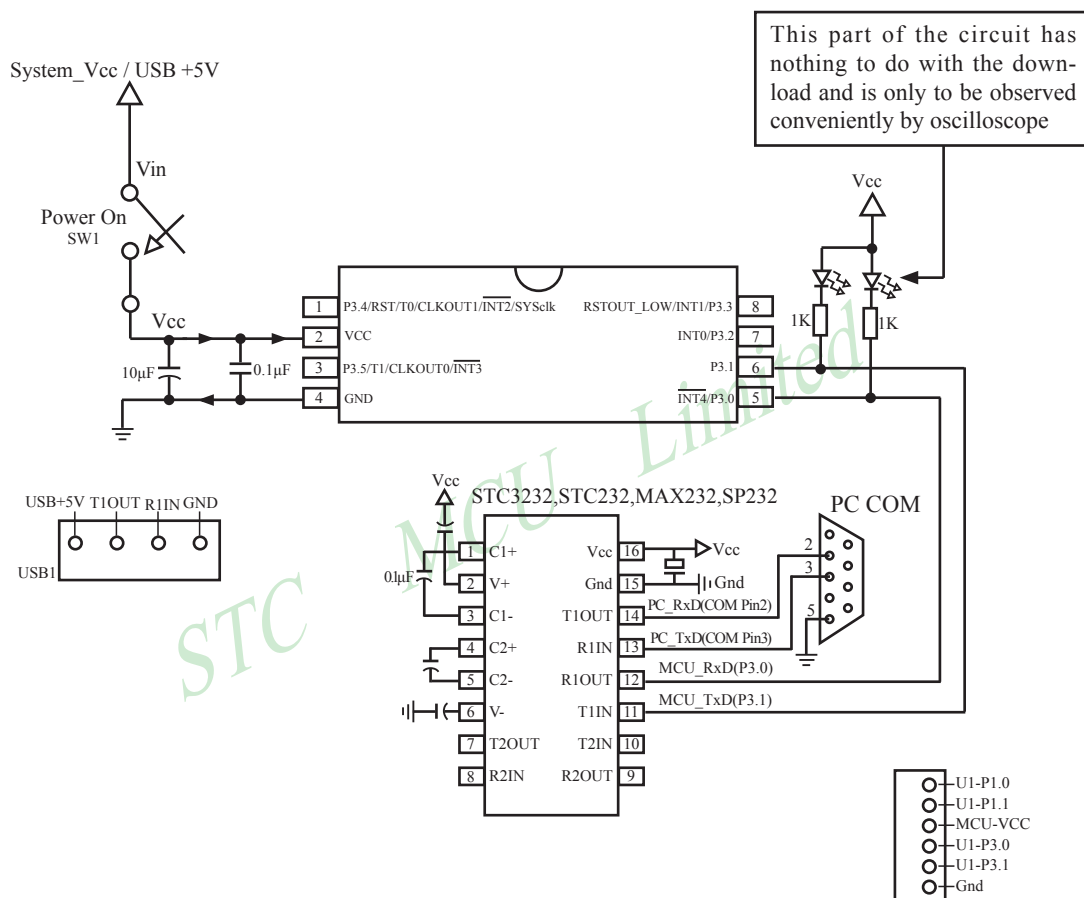 This part of the circuit has
nothing to do with the down-
load and is only to be observed
conveniently by oscilloscope
System_Vcc / USB +5V
Vin
Power On
SW1
Vcc
10µF
0.1µF
1 P3.4/RST/T0/CLKOUT1/INT2/SYSclk
2 VCC
3 P3.5/T1/CLKOUT0/INT3
4 GND
RSTOUT_LOW/INT1/P3.3 8
INT0/P3.2 7
P3.1 6
INT4/P3.0 5
Vcc
1K
1K
STC MCU Limited
USB+5V T1OUT R1IN GND
USB1
Vcc
0.1µF
STC3232,STC232,MAX232,SP232
1 C1+
2 V+
3 C1-
4 C2+
5 C2-
6 V-
7 T2OUT
8 R2IN
Vcc 16 Vcc
Gnd 15 Gnd
T1OUT 14 PC_RxD(COM Pin2)
R1IN 13 PC_TxD(COM Pin3)
R1OUT 12 MCU_RxD(P3.0)
T1IN 11 MCU_TxD(P3.1)
T2IN 10
R2OUT 9
PC COM
2
3
5
U1-P1.0
U1-P1.1
MCU-VCC
U1-P3.0
U1-P3.1
Gnd